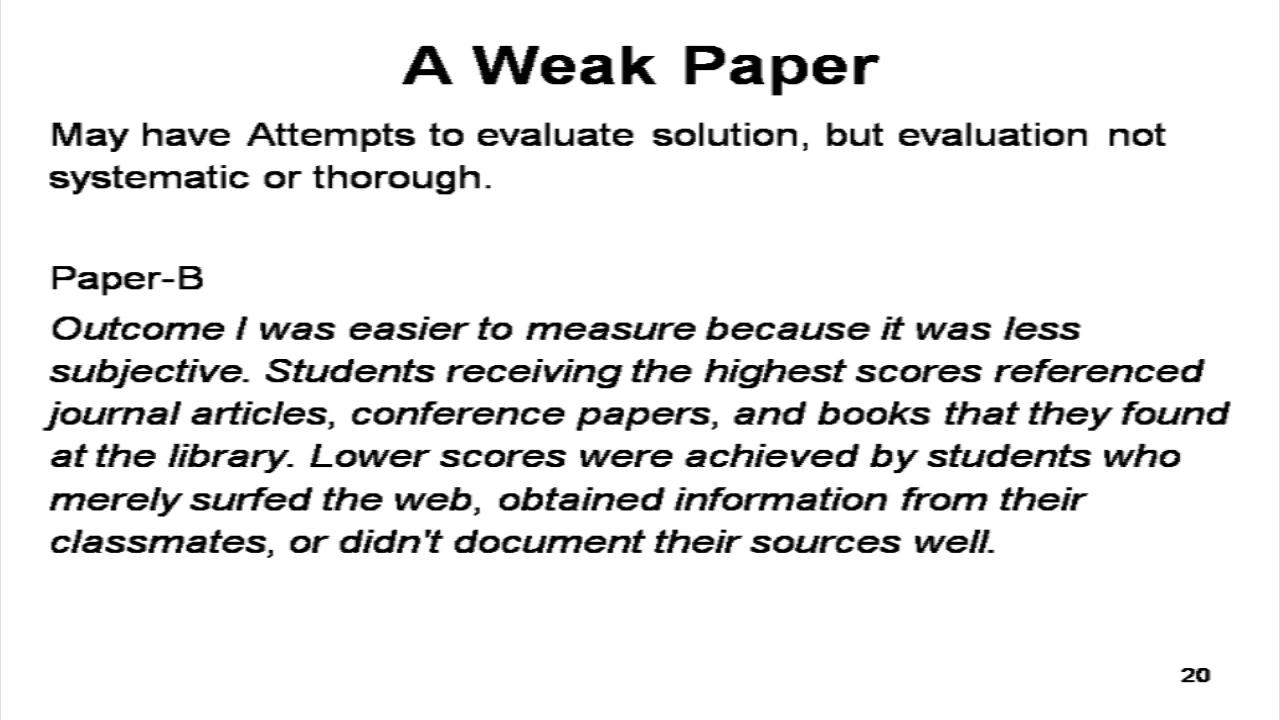 A Weak Paper
May have Attempts to evaluate solution, but evaluation not
systematic or thorough.
Paper-B
Outcome I was easier to measure because it was less
subjective. Students receiving the highest scores referenced
journal articles, conference papers, and books that they found
at the library. Lower scores were achieved by students who
merely surfed the web, obtained information from their
classmates, or didn't document their sources well.
20